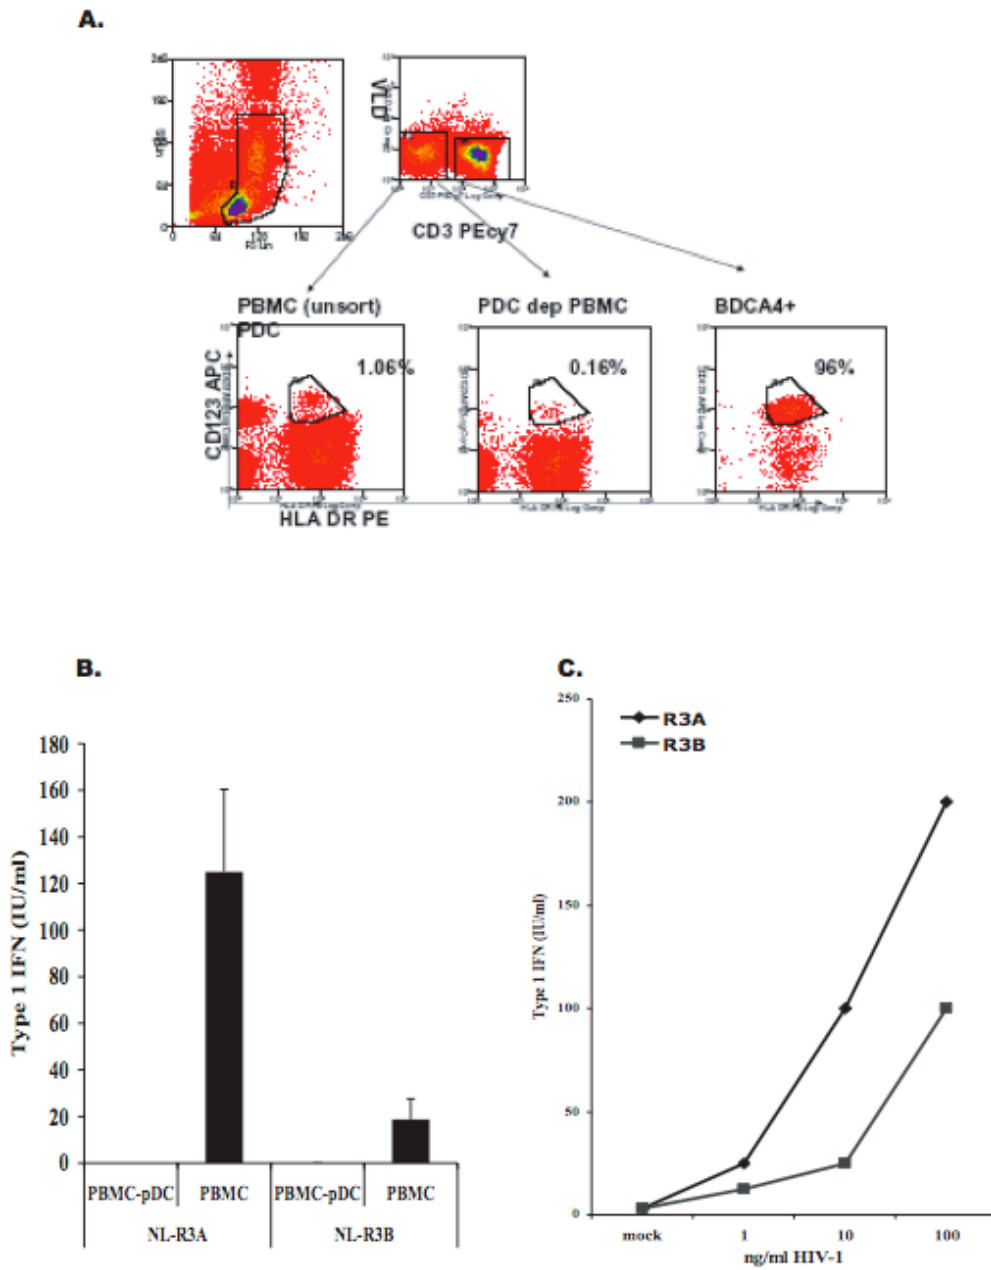 A.
VLD
CD3 PEcy7
PBMC (unsort)
PDC
PDC dep PBMC
BDCA4+
1.06%
0.16%
96%
CD123 APC
HLA DR PE
B.
180
160
140
120
100
80
60
40
20
0
Type 1 IFN (IU/ml)
PBMC-pDC PBMC PBMC-pDC PBMC
NL-R3A NL-R3B
C.
R3A
R3B
250
200
150
100
50
0
Type 1 IFN (IU/ml)
mock 1 10 100
ng/ml HIV-1